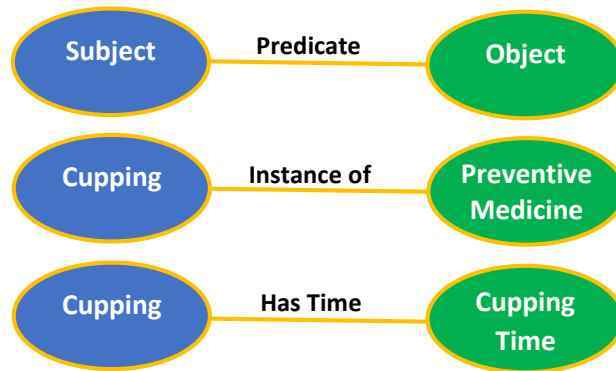 Subject Predicate Object
Cupping Instance of Preventive
Medicine
Cupping Has Time Cupping
Time